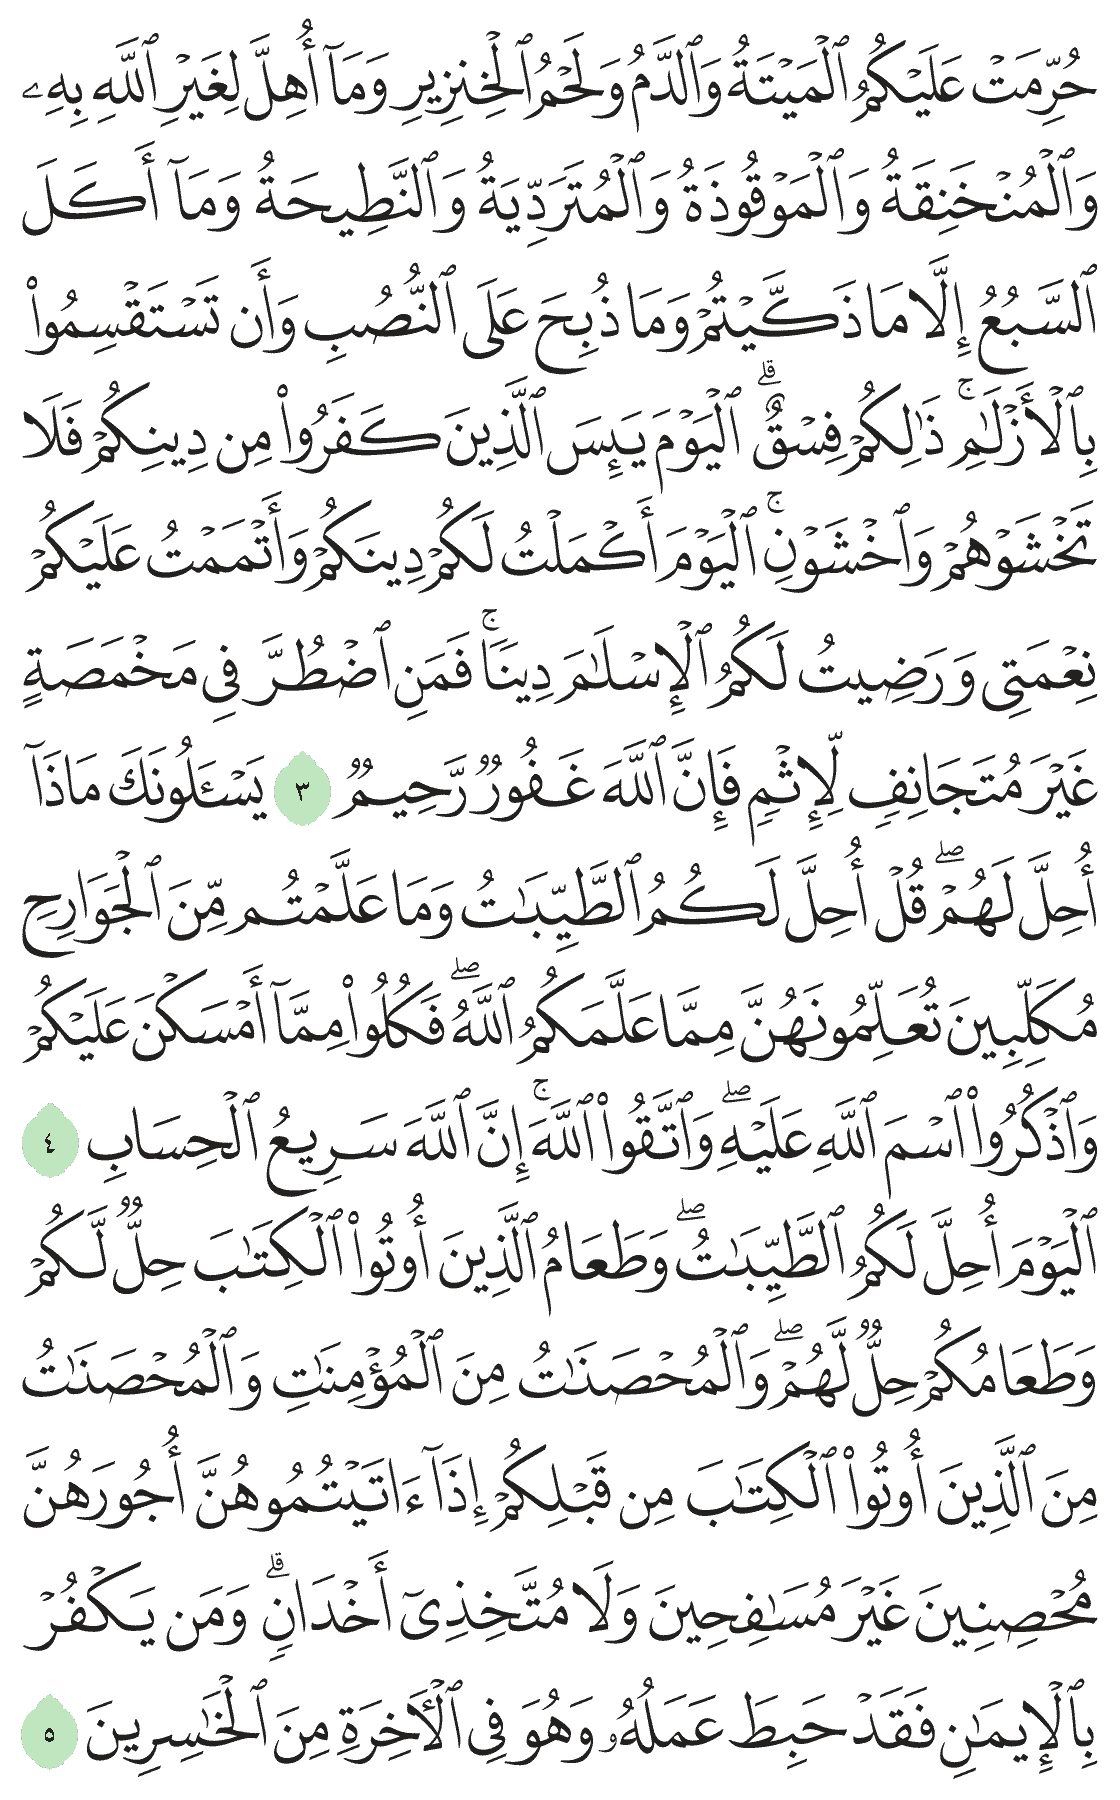 حُرِّمَتۡ عَلَيۡكُمُ ٱلۡمَيۡتَةُ وَٱلدَّمُ وَلَحۡمُ ٱلۡخِنزِيرِ وَمَآ أُهِلَّ لِغَيۡرِ ٱللَّهِ بِهِۦ
وَٱلۡمُنۡخَنِقَةُ وَٱلۡمَوۡقُوذَةُ وَٱلۡمُتَرَدِّيَةُ وَٱلنَّطِيحَةُ وَمَآ أَكَلَ
ٱلسَّبُعُ إِلَّا مَا ذَكَّيۡتُمۡ وَمَا ذُبِحَ عَلَى ٱلنُّصُبِ وَأَن تَسۡتَقۡسِمُواْ
بِٱلۡأَزۡلَٰمِۚ ذَٰلِكُمۡ فِسۡقٌۗ ٱلۡيَوۡمَ يَئِسَ ٱلَّذِينَ كَفَرُواْ مِن دِينِكُمۡ فَلَا
تَخۡشَوۡهُمۡ وَٱخۡشَوۡنِۚ ٱلۡيَوۡمَ أَكۡمَلۡتُ لَكُمۡ دِينَكُمۡ وَأَتۡمَمۡتُ عَلَيۡكُمۡ
نِعۡمَتِي وَرَضِيتُ لَكُمُ ٱلۡإِسۡلَٰمَ دِينٗاۚ فَمَنِ ٱضۡطُرَّ فِي مَخۡمَصَةٍ
غَيۡرَ مُتَجَانِفٖ لِّإِثۡمٖ فَإِنَّ ٱللَّهَ غَفُورٞ رَّحِيمٞ ٣ يَسۡـَٔلُونَكَ مَاذَآ
أُحِلَّ لَهُمۡۖ قُلۡ أُحِلَّ لَكُمُ ٱلطَّيِّبَٰتُ وَمَا عَلَّمۡتُم مِّنَ ٱلۡجَوَارِحِ
مُكَلِّبِينَ تُعَلِّمُونَهُنَّ مِمَّا عَلَّمَكُمُ ٱللَّهُۖ فَكُلُواْ مِمَّآ أَمۡسَكۡنَ عَلَيۡكُمۡ
وَٱذۡكُرُواْ ٱسۡمَ ٱللَّهِ عَلَيۡهِۖ وَٱتَّقُواْ ٱللَّهَۚ إِنَّ ٱللَّهَ سَرِيعُ ٱلۡحِسَابِ ٤
ٱلۡيَوۡمَ أُحِلَّ لَكُمُ ٱلطَّيِّبَٰتُۖ وَطَعَامُ ٱلَّذِينَ أُوتُواْ ٱلۡكِتَٰبَ حِلّٞ لَّكُمۡ
وَطَعَامُكُمۡ حِلّٞ لَّهُمۡۖ وَٱلۡمُحۡصَنَٰتُ مِنَ ٱلۡمُؤۡمِنَٰتِ وَٱلۡمُحۡصَنَٰتُ
مِنَ ٱلَّذِينَ أُوتُواْ ٱلۡكِتَٰبَ مِن قَبۡلِكُمۡ إِذَآ ءَاتَيۡتُمُوهُنَّ أُجُورَهُنَّ
مُحۡصِنِينَ غَيۡرَ مُسَٰفِحِينَ وَلَا مُتَّخِذِيٓ أَخۡدَانٖۗ وَمَن يَكۡفُرۡ
بِٱلۡإِيمَٰنِ فَقَدۡ حَبِطَ عَمَلُهُۥ وَهُوَ فِي ٱلۡأٓخِرَةِ مِنَ ٱلۡخَٰسِرِينَ ٥